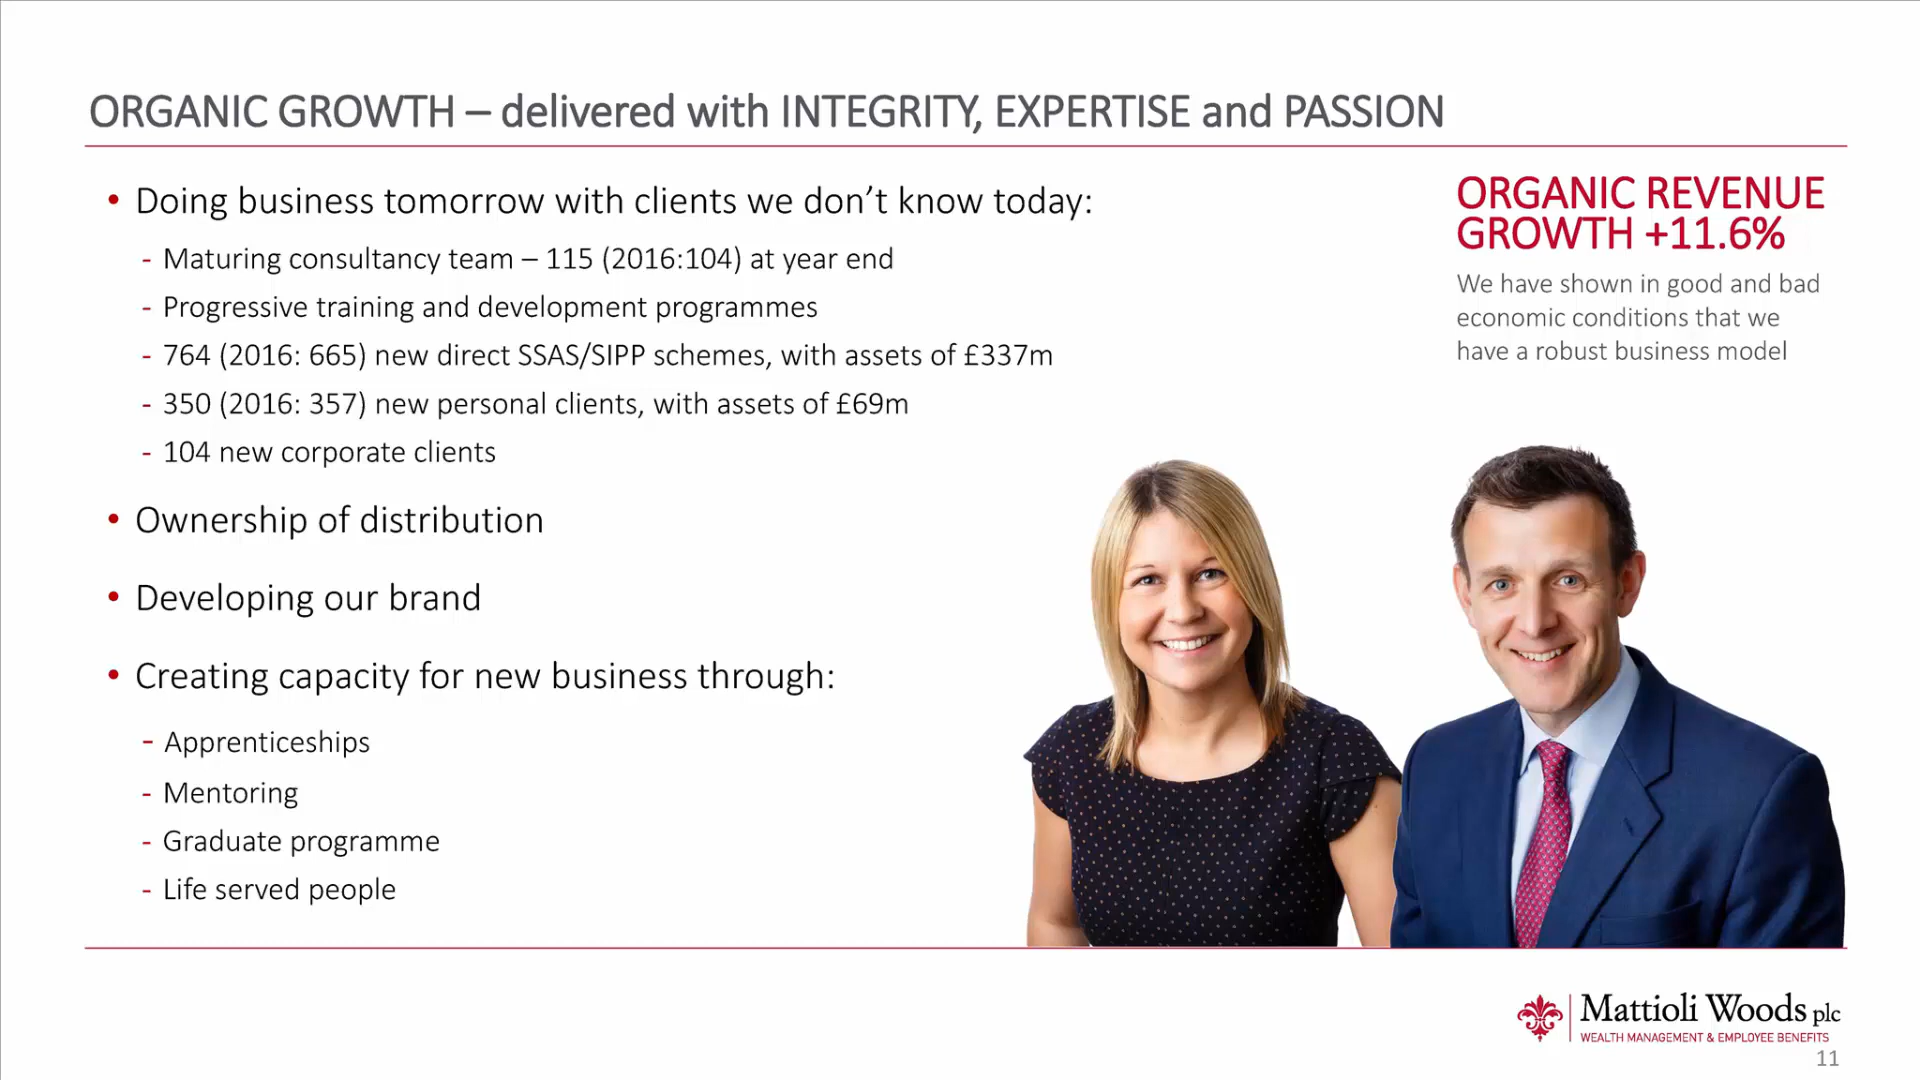 ORGANIC GROWTH – delivered with INTEGRITY, EXPERTISE and PASSION
• Doing business tomorrow with clients we don’t know today:
- Maturing consultancy team – 115 (2016:104) at year end
- Progressive training and development programmes
- 764 (2016: 665) new direct SSAS/SIPP schemes, with assets of £337m
- 350 (2016: 357) new personal clients, with assets of £69m
- 104 new corporate clients
• Ownership of distribution
• Developing our brand
• Creating capacity for new business through:
- Apprenticeships
- Mentoring
- Graduate programme
- Life served people
ORGANIC REVENUE
GROWTH +11.6%
We have shown in good and bad
economic conditions that we
have a robust business model
Mattioli Woods plc
WEALTH MANAGEMENT & EMPLOYEE BENEFITS
11